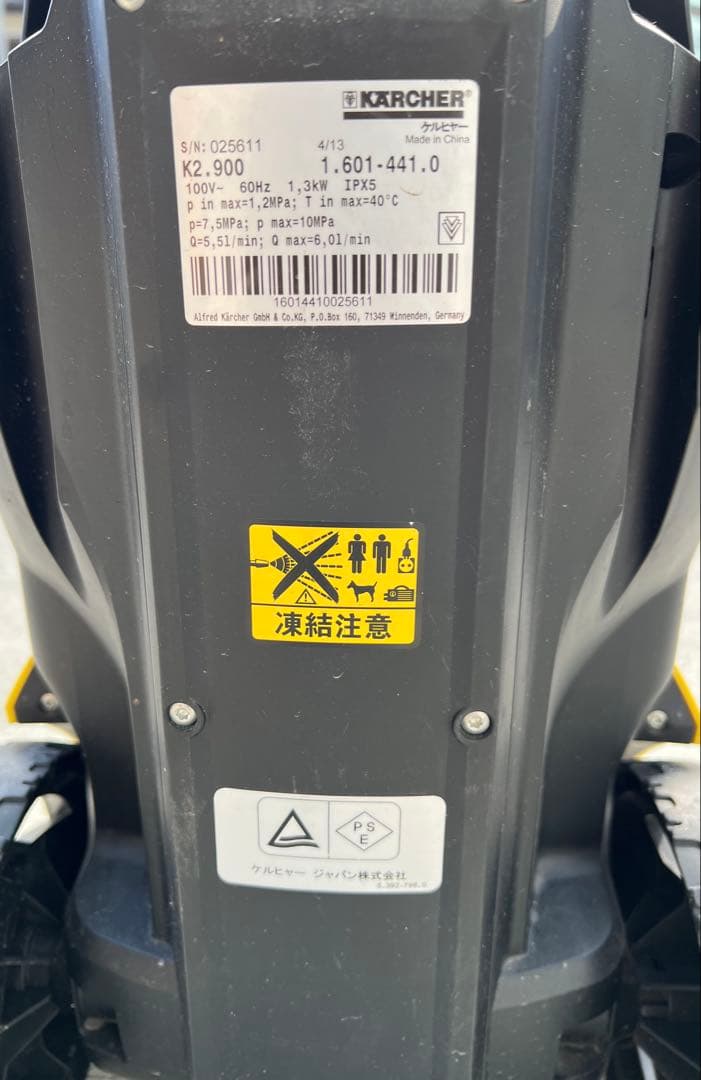 KÄRCHER®
ケルヒャー
S/N: 025611 4/13 Made in China
K2.900 1.601-441.0
100V~ 60Hz 1,3kW IPX5
p in max=1,2MPa; T in max=40°C
p=7,5MPa; p max=10MPa
Q=5,5l/min; Q max=6,0l/min
16014410025611
Alfred Kärcher GmbH & Co.KG, P.O.Box 160, 71349 Winnenden, Germany
凍結注意
PS
E
ケルヒャー ジャパン株式会社